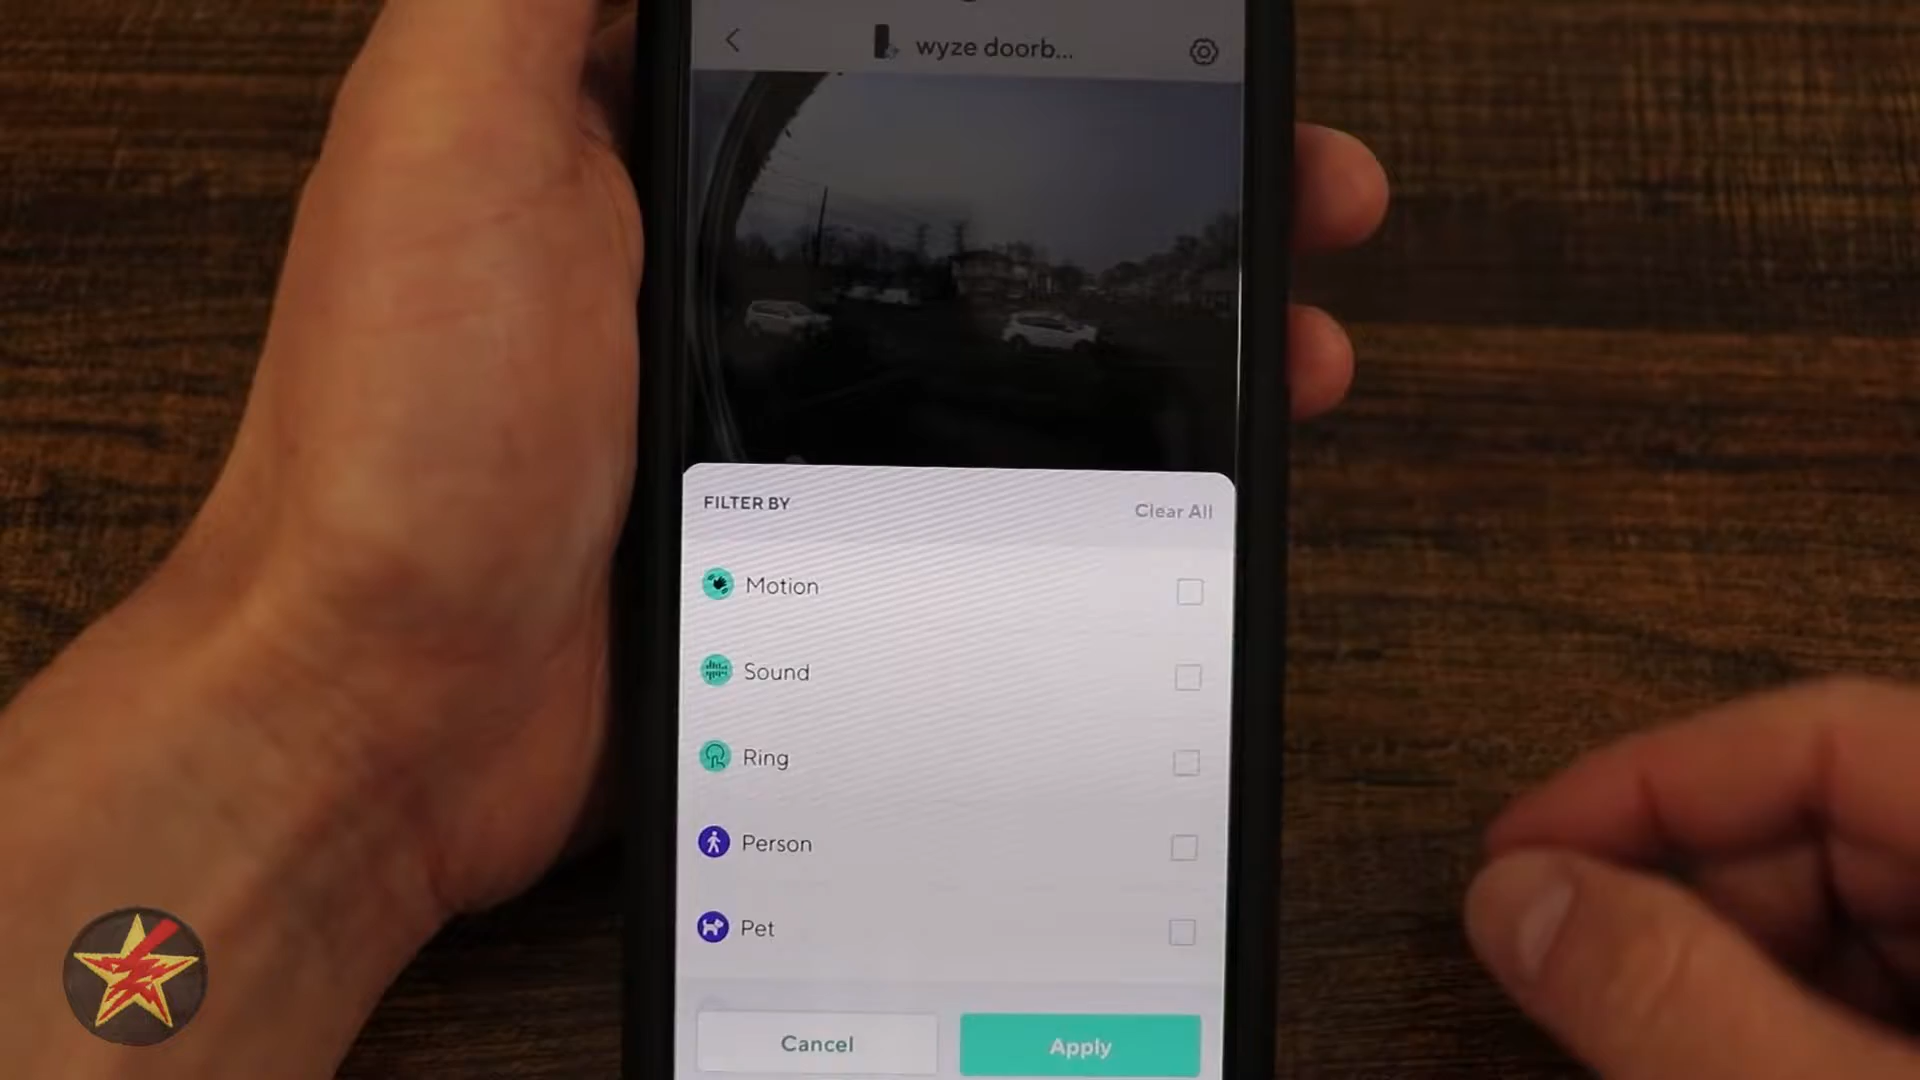 wyze doorb...
FILTER BY
Clear All
Motion
Sound
Ring
Person
Pet
Cancel
Apply